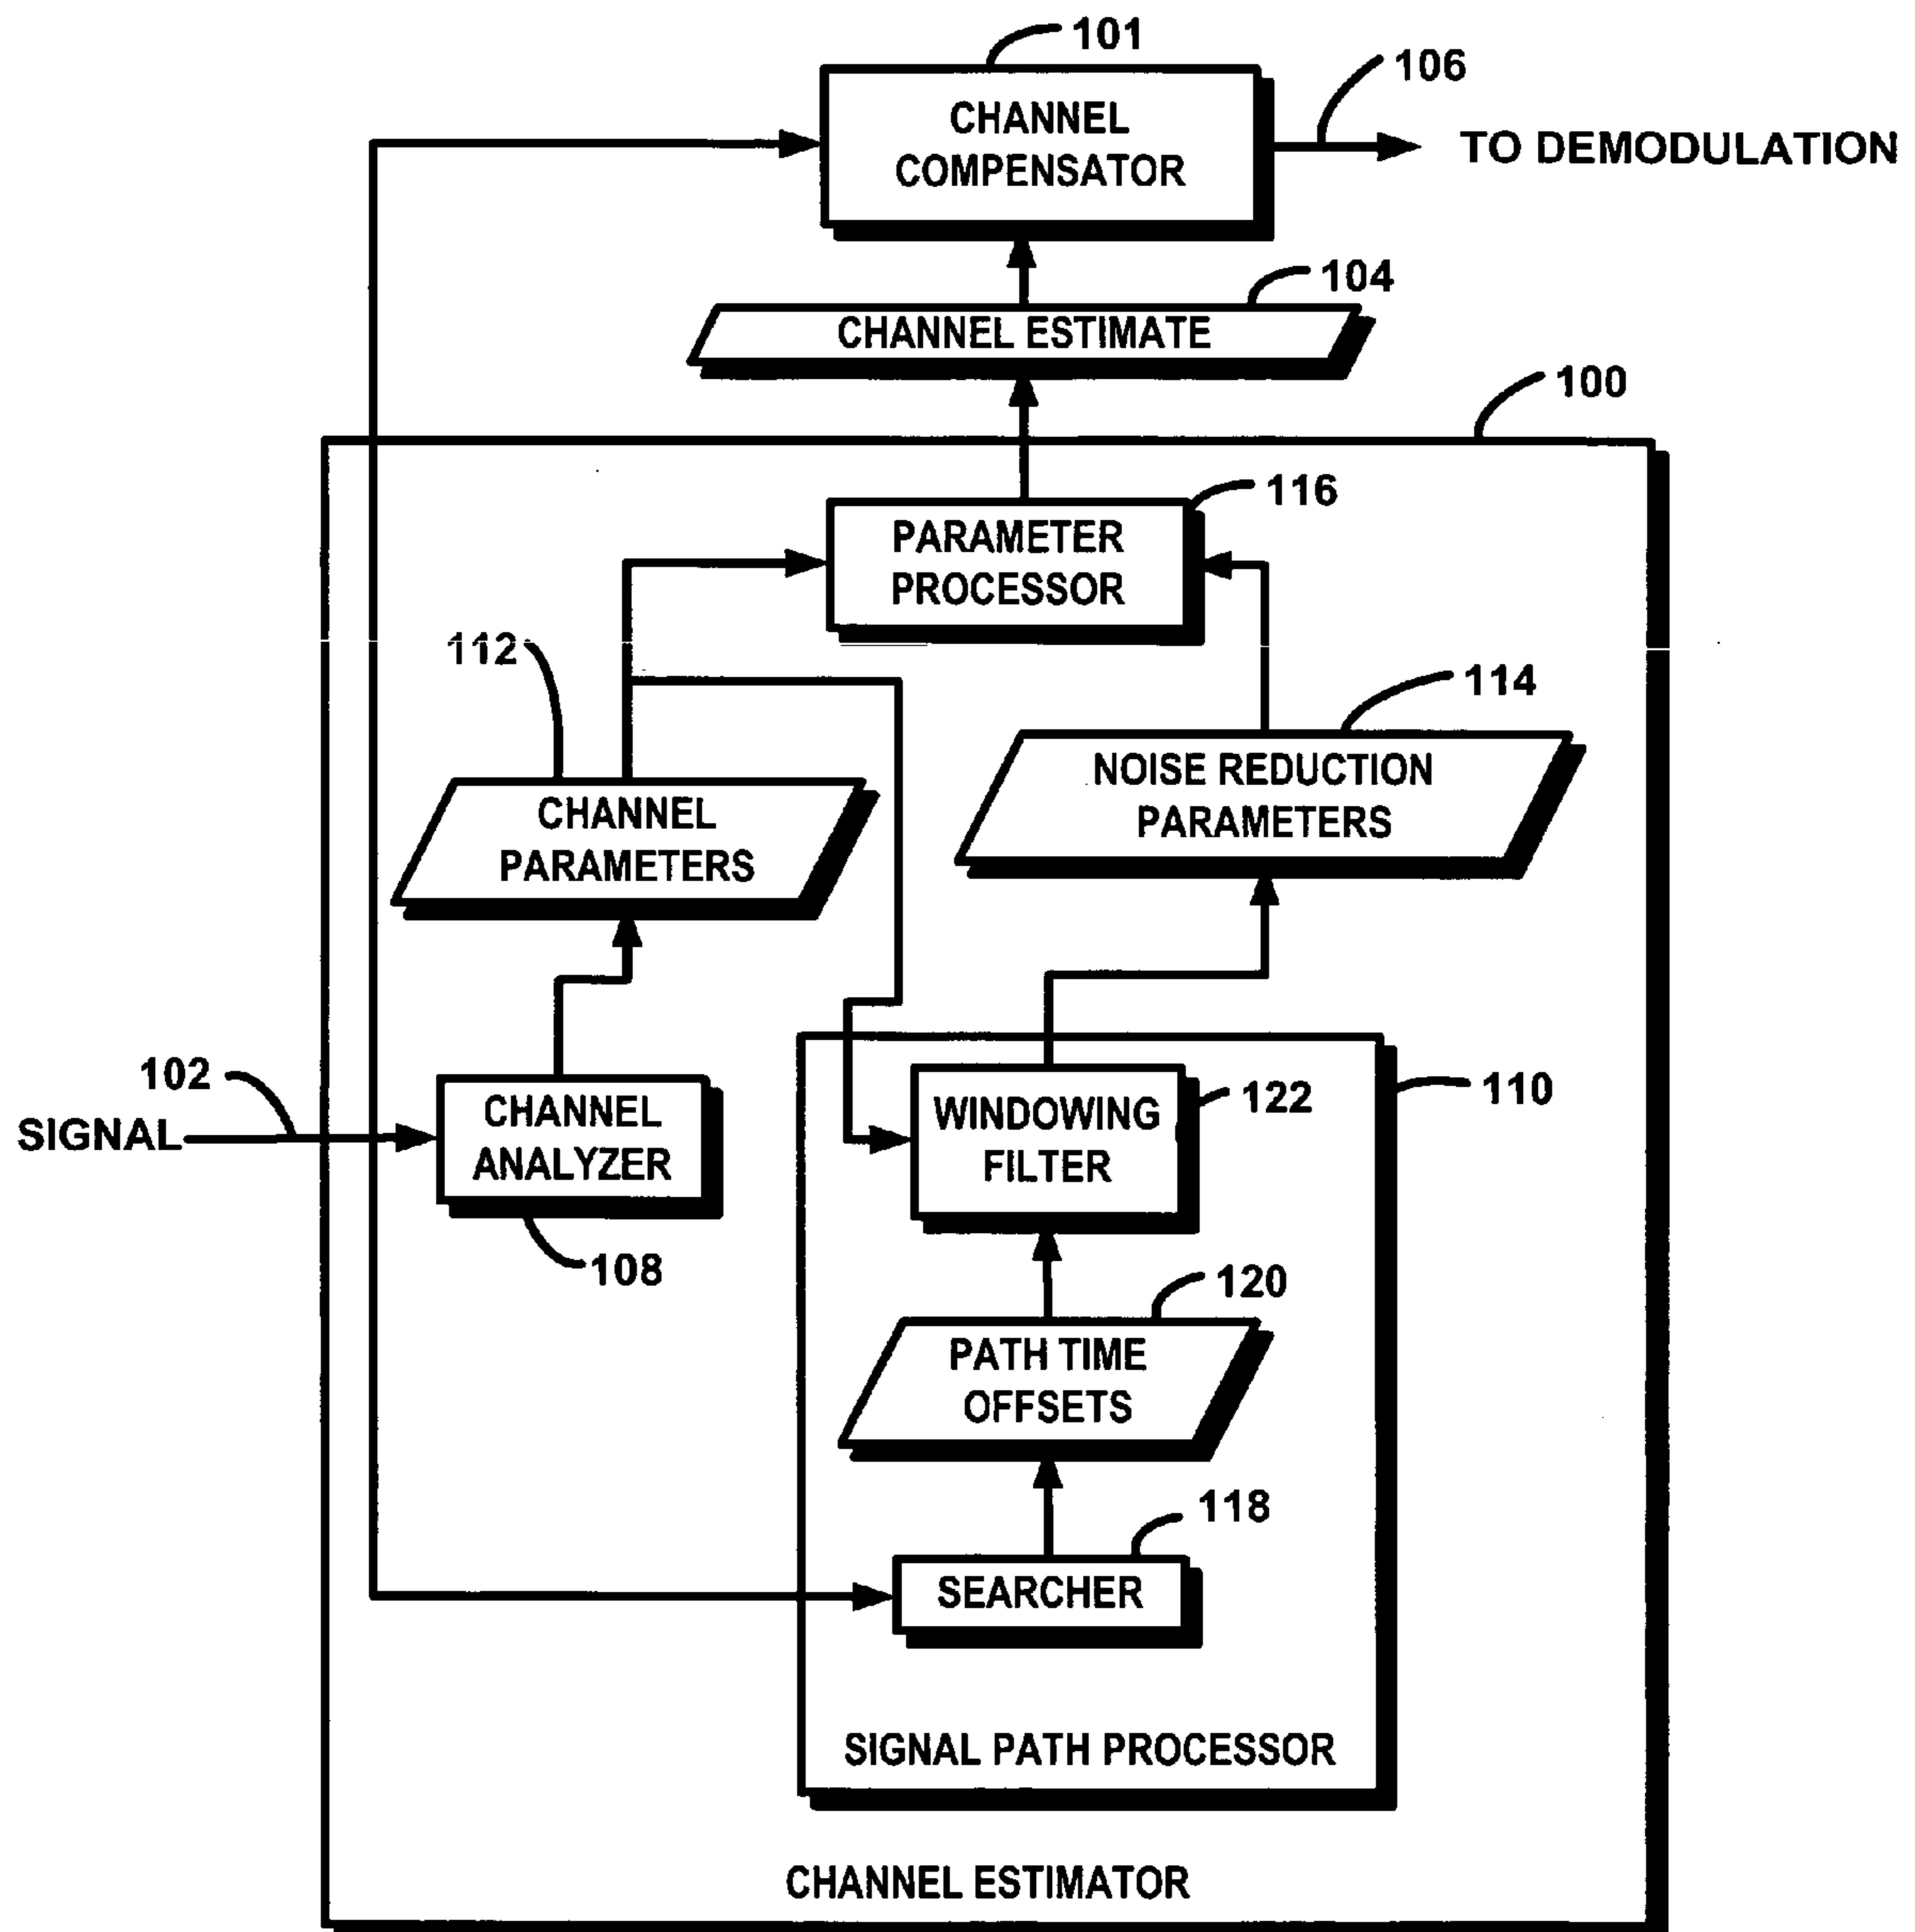 101
106
CHANNEL
COMPENSATOR
TO DEMODULATION
104
CHANNEL ESTIMATE
100
116
PARAMETER
PROCESSOR
112
114
NOISE REDUCTION
PARAMETERS
CHANNEL
PARAMETERS
102
SIGNAL
CHANNEL
ANALYZER
108
WINDOWING
FILTER
122
110
120
PATH TIME
OFFSETS
118
SEARCHER
SIGNAL PATH PROCESSOR
CHANNEL ESTIMATOR